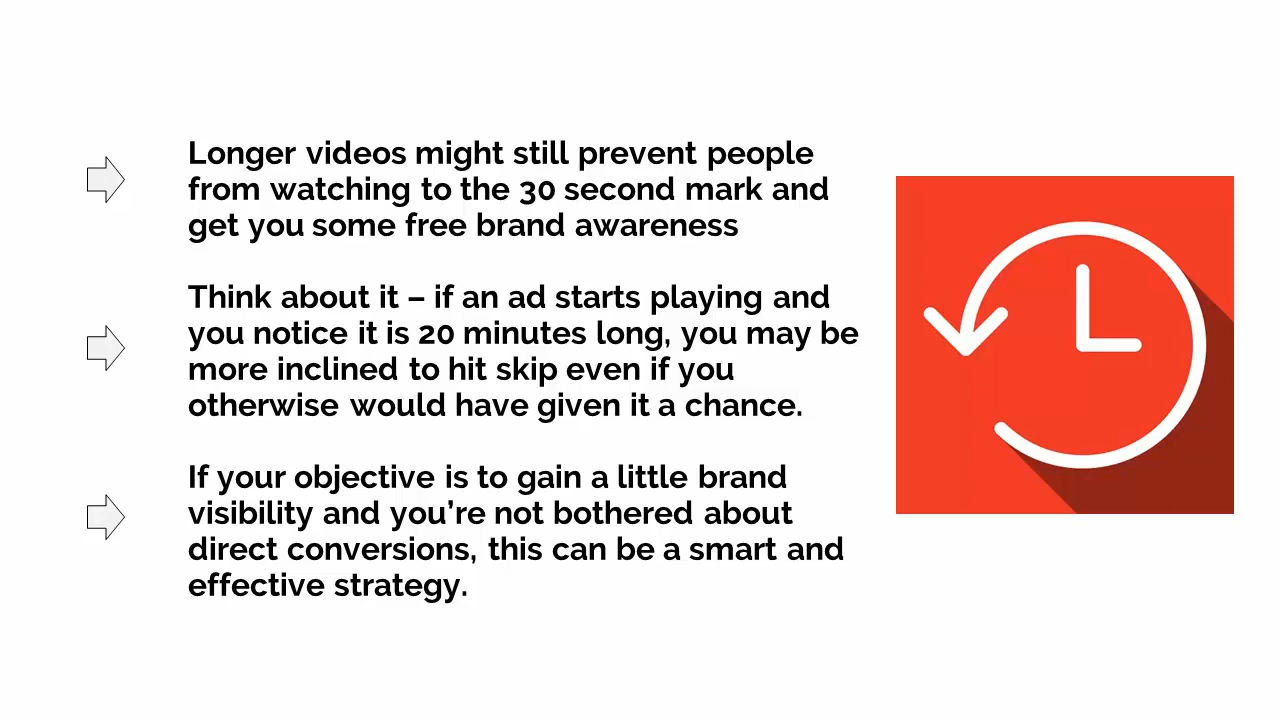 Longer videos might still prevent people
from watching to the 30 second mark and
get you some free brand awareness
Think about it – if an ad starts playing and
you notice it is 20 minutes long, you may be
more inclined to hit skip even if you
otherwise would have given it a chance.
If your objective is to gain a little brand
visibility and you’re not bothered about
direct conversions, this can be a smart and
effective strategy.